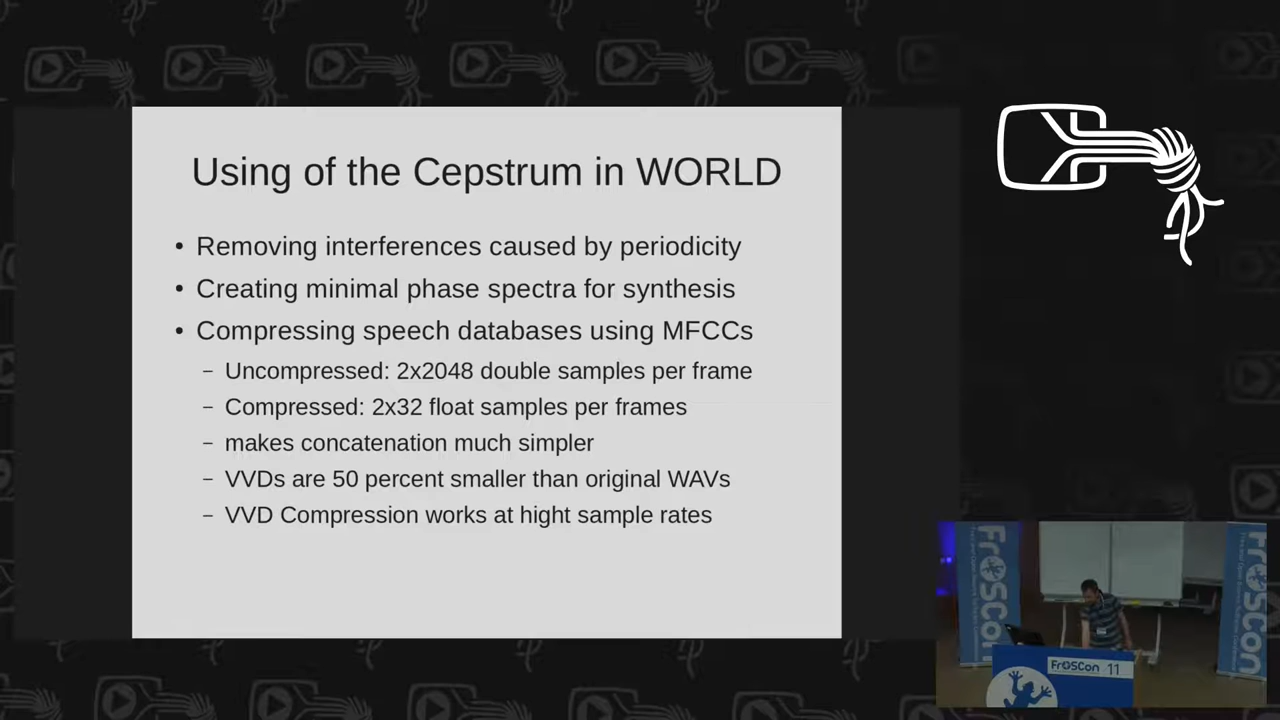 Using of the Cepstrum in WORLD
• Removing interferences caused by periodicity
• Creating minimal phase spectra for synthesis
• Compressing speech databases using MFCCs
– Uncompressed: 2x2048 double samples per frame
– Compressed: 2x32 float samples per frames
– makes concatenation much simpler
– VVDs are 50 percent smaller than original WAVs
– VVD Compression works at hight sample rates
FrOSCon
FrOSCon
FrOSCon 11